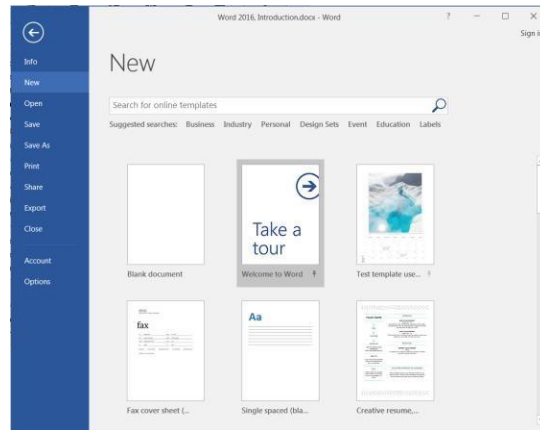 Word 2016, Introduction.docx - Word
?
Sign i
Info
New
Open
Save
Save As
Print
Share
Export
Close
Account
Options
New
Search for online templates
Suggested searches: Business Industry Personal Design Sets Event Education Labels
Take a
tour
Blank document
Welcome to Word
Test template use...
fax
Aa
Fax cover sheet (...
Single spaced (bla...
Creative resume,...